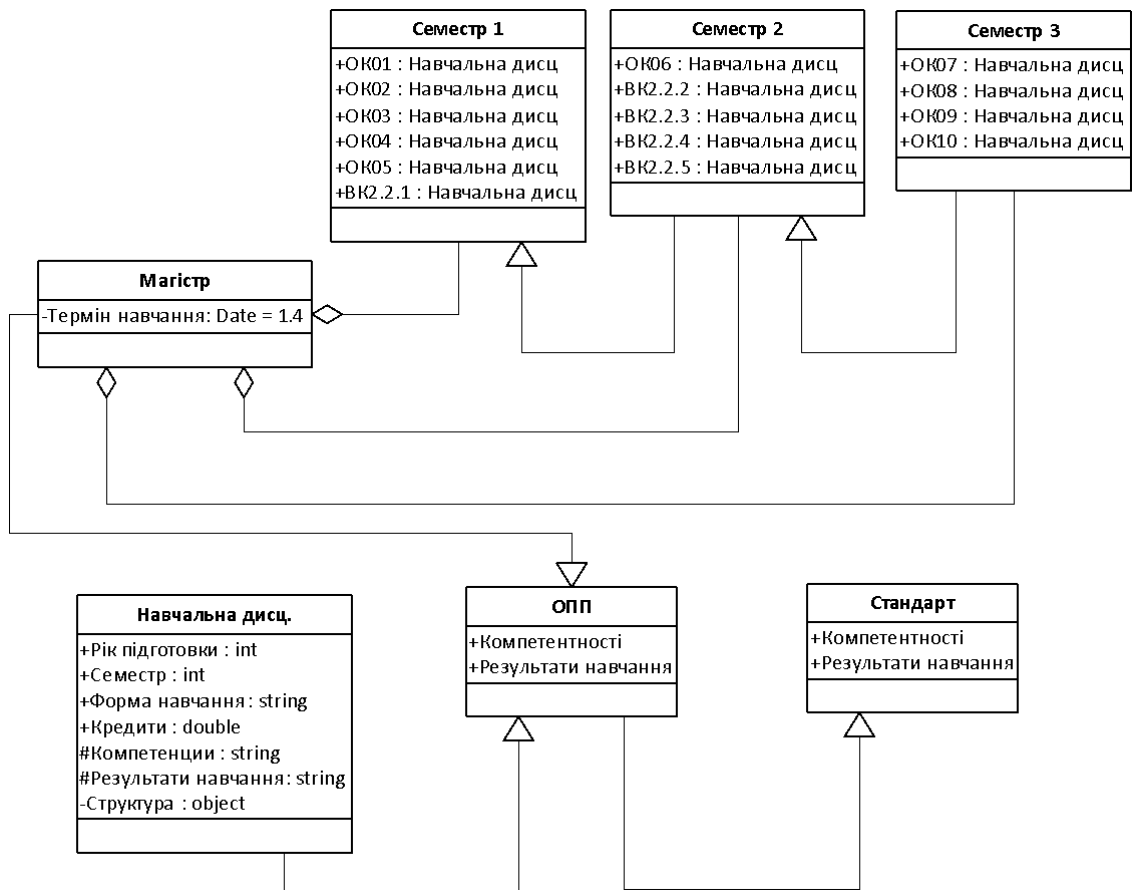 Семестр 1
+ОК01 : Навчальна дисц
+ОК02 : Навчальна дисц
+ОК03 : Навчальна дисц
+ОК04 : Навчальна дисц
+ОК05 : Навчальна дисц
+ВК2.2.1 : Навчальна дисц
Семестр 2
+ОК06 : Навчальна дисц
+ВК2.2.2 : Навчальна дисц
+ВК2.2.3 : Навчальна дисц
+ВК2.2.4 : Навчальна дисц
+ВК2.2.5 : Навчальна дисц
Семестр 3
+ОК07 : Навчальна дисц
+ОК08 : Навчальна дисц
+ОК09 : Навчальна дисц
+ОК10 : Навчальна дисц
Магістр
-Термін навчання: Date = 1.4
Навчальна дисц.
+Рік підготовки : int
+Семестр : int
+Форма навчання : string
+Кредити : double
#Компетенции : string
#Результати навчання: string
-Структура : object
ОПП
+Компетентності
+Результати навчання
Стандарт
+Компетентності
+Результати навчання